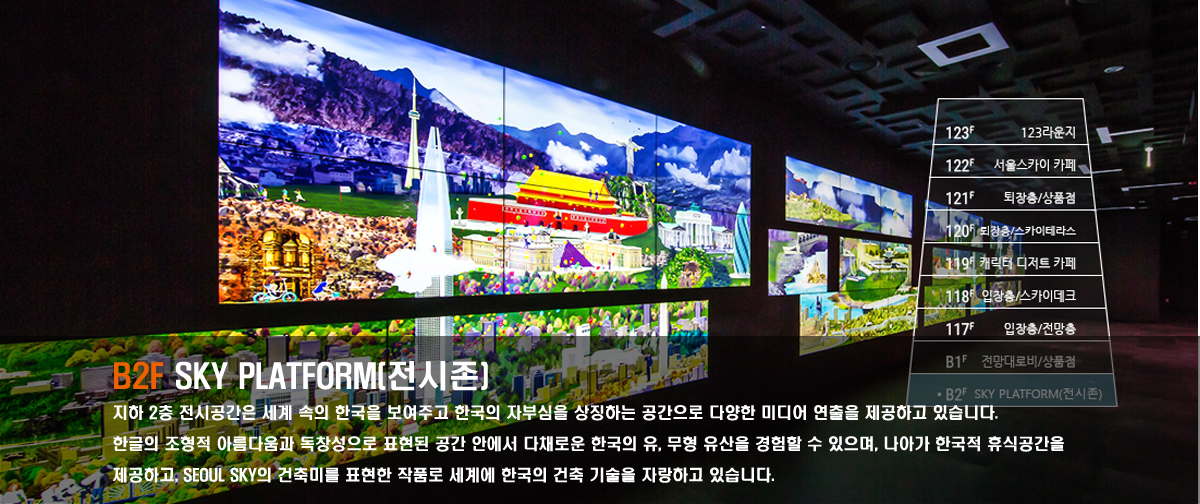 123F 123라운지
122F 서울스카이 카페
121F 퇴장층/상품점
120F 퇴장층/스카이테라스
119F 캐릭터 디저트 카페
118F 입장층/스카이데크
117F 입장층/전망층
B1F 전망대로비/상품점
• B2F SKY PLATFORM(전시존)
B2F SKY PLATFORM(전시존)
지하 2층 전시공간은 세계 속의 한국을 보여주고 한국의 자부심을 상징하는 공간으로 다양한 미디어 연출을 제공하고 있습니다.
한글의 조형적 아름다움과 독창성으로 표현된 공간 안에서 다채로운 한국의 유, 무형 유산을 경험할 수 있으며, 나아가 한국적 휴식공간을
제공하고, SEOUL SKY의 건축미를 표현한 작품로 세계에 한국의 건축 기술을 자랑하고 있습니다.